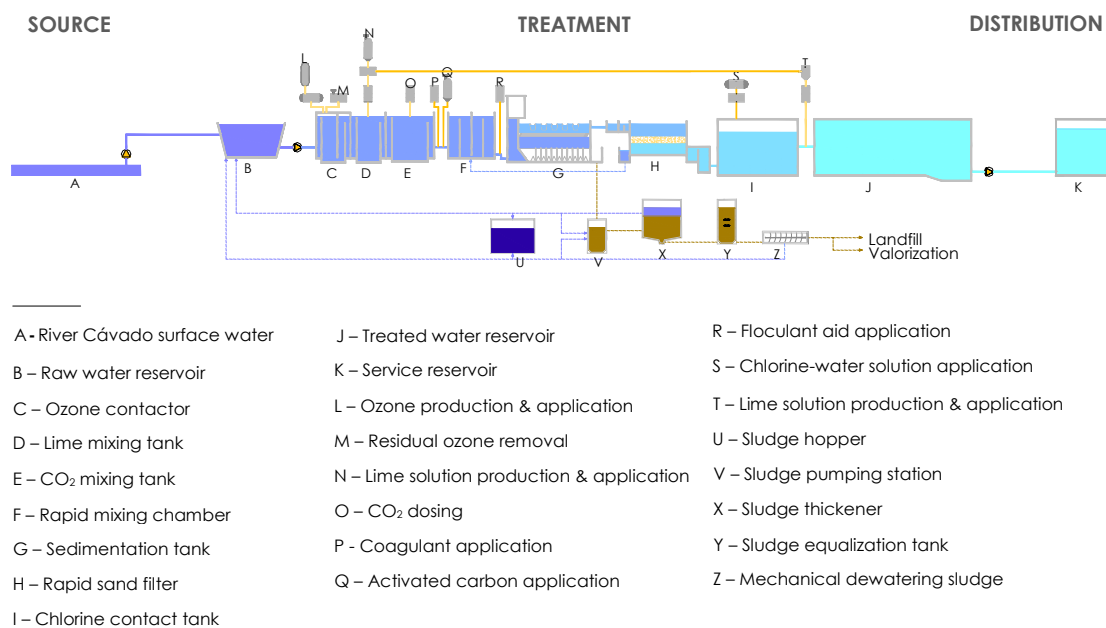 SOURCE
TREATMENT
DISTRIBUTION
N
L
M
O
P
Q
R
S
T
A
B
C
D
E
F
G
H
I
J
K
U
V
X
Y
Z
Landfill
Valorization
A - River Cávado surface water
B – Raw water reservoir
C – Ozone contactor
D – Lime mixing tank
E – CO₂ mixing tank
F – Rapid mixing chamber
G – Sedimentation tank
H – Rapid sand filter
I – Chlorine contact tank
J – Treated water reservoir
K – Service reservoir
L – Ozone production & application
M – Residual ozone removal
N – Lime solution production & application
O – CO₂ dosing
P - Coagulant application
Q – Activated carbon application
R – Floculant aid application
S – Chlorine-water solution application
T – Lime solution production & application
U – Sludge hopper
V – Sludge pumping station
X – Sludge thickener
Y – Sludge equalization tank
Z – Mechanical dewatering sludge